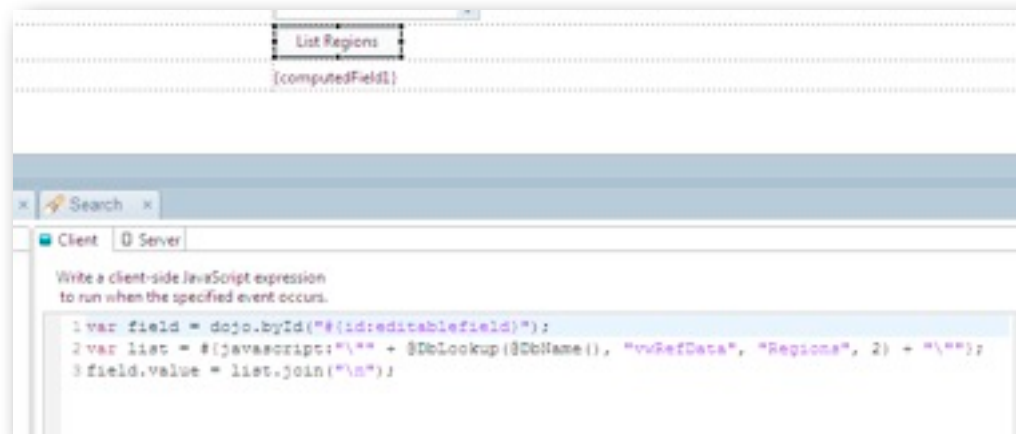 List Regions
{computedField1}
Search
Client Server
Write a client-side JavaScript expression
to run when the specified event occurs.
1 var field = dojo.byId("#{id:editablefield}");
2 var list = #{javascript:"\"" + @DbLookup(@DbName(), "vwRefData", "Regions", 2) + "\""};
3 field.value = list.join("\n");